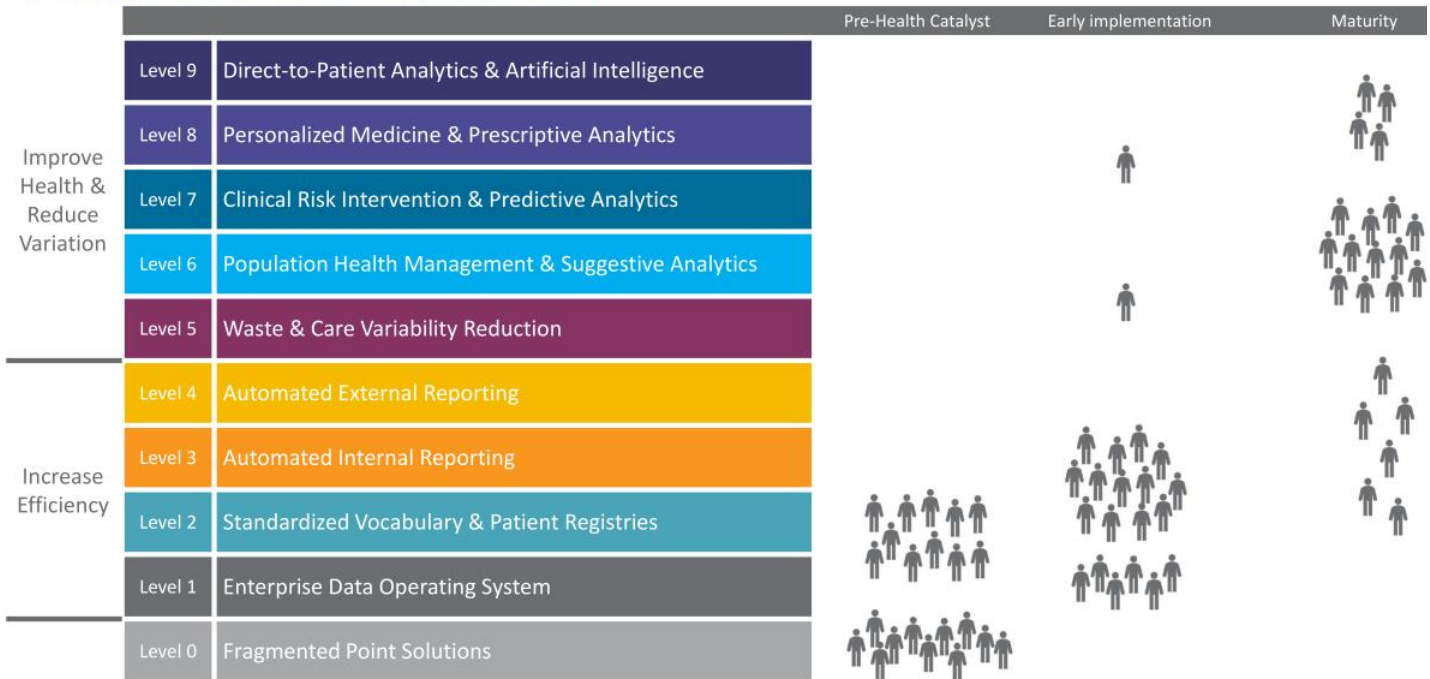 Pre-Health Catalyst Early implementation Maturity
Level 9 Direct-to-Patient Analytics & Artificial Intelligence
Level 8 Personalized Medicine & Prescriptive Analytics
Level 7 Clinical Risk Intervention & Predictive Analytics
Level 6 Population Health Management & Suggestive Analytics
Level 5 Waste & Care Variability Reduction
Improve
Health &
Reduce
Variation
Level 4 Automated External Reporting
Level 3 Automated Internal Reporting
Level 2 Standardized Vocabulary & Patient Registries
Level 1 Enterprise Data Operating System
Increase
Efficiency
Level 0 Fragmented Point Solutions